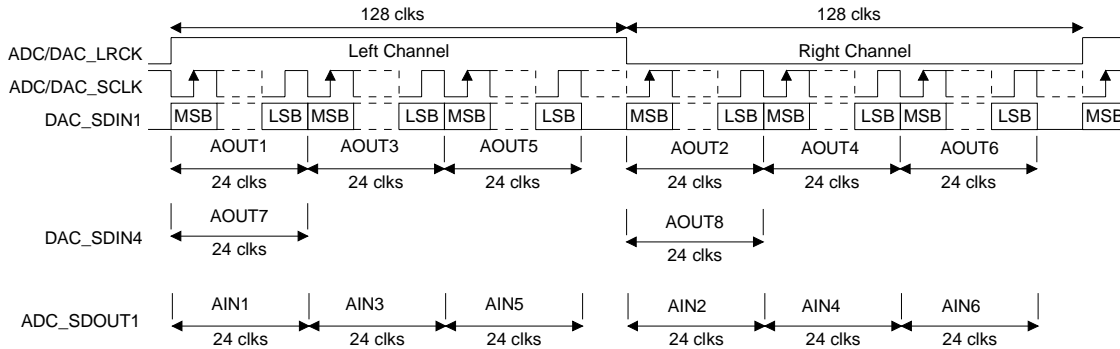 128 clks 128 clks
ADC/DAC_LRCK Left Channel Right Channel
ADC/DAC_SCLK
DAC_SDIN1 MSB LSB MSB LSB MSB LSB MSB LSB MSB LSB MSB LSB MSB
AOUT1 AOUT3 AOUT5 AOUT2 AOUT4 AOUT6
24 clks 24 clks 24 clks 24 clks 24 clks 24 clks
DAC_SDIN4 AOUT7 AOUT8
24 clks 24 clks
ADC_SDOUT1 AIN1 AIN3 AIN5 AIN2 AIN4 AIN6
24 clks 24 clks 24 clks 24 clks 24 clks 24 clks